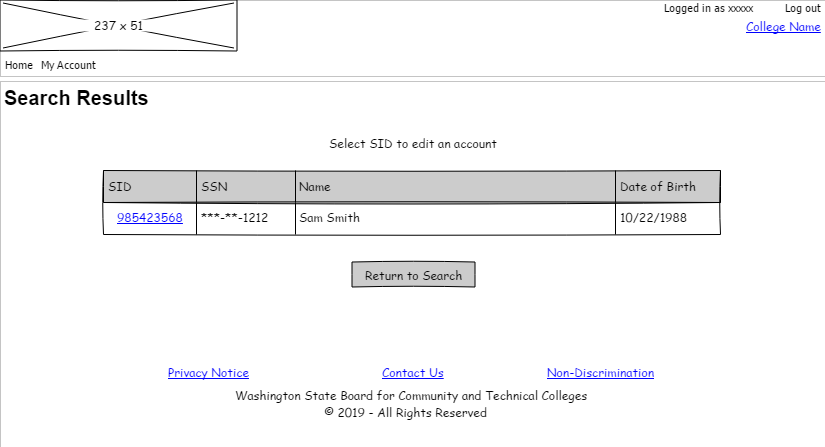 237 x 51
Logged in as xxxxx Log out
College Name
Home My Account
Search Results
Select SID to edit an account
SID SSN Name Date of Birth
985423568 ***-**-1212 Sam Smith 10/22/1988
Return to Search
Privacy Notice Contact Us Non-Discrimination
Washington State Board for Community and Technical Colleges
© 2019 - All Rights Reserved